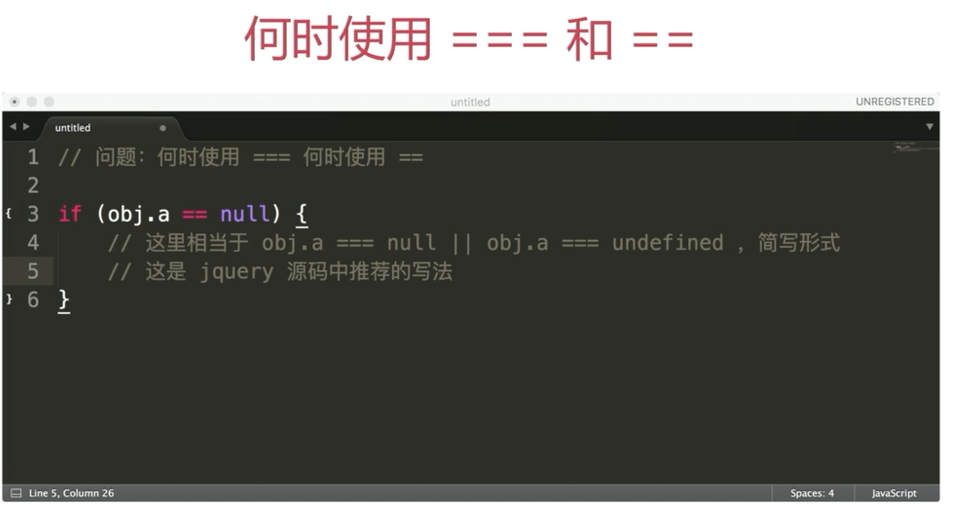 何时使用 === 和 ==
untitled
UNREGISTERED
untitled
1 // 问题：何时使用 === 何时使用 ==
2
3 if (obj.a == null) {
4 // 这里相当于 obj.a === null || obj.a === undefined ，简写形式
5 // 这是 jquery 源码中推荐的写法
6 }
Line 5, Column 26
Spaces: 4
JavaScript